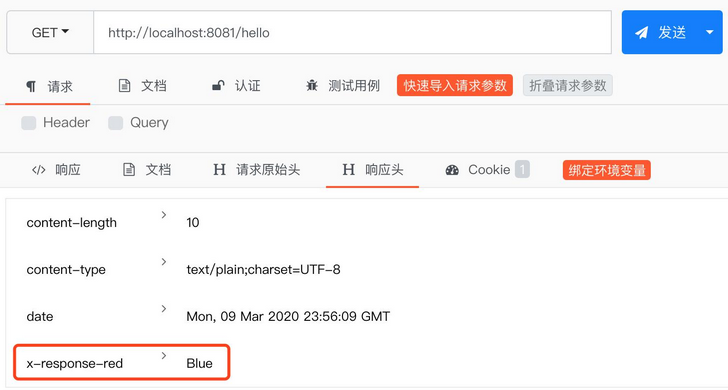 GET http://localhost:8081/hello 发送
请求 文档 认证 测试用例 快速导入请求参数 折叠请求参数
Header Query
响应 文档 H 请求原始头 H 响应头 Cookie 1 绑定环境变量
content-length > 10
content-type > text/plain;charset=UTF-8
date > Mon, 09 Mar 2020 23:56:09 GMT
x-response-red > Blue